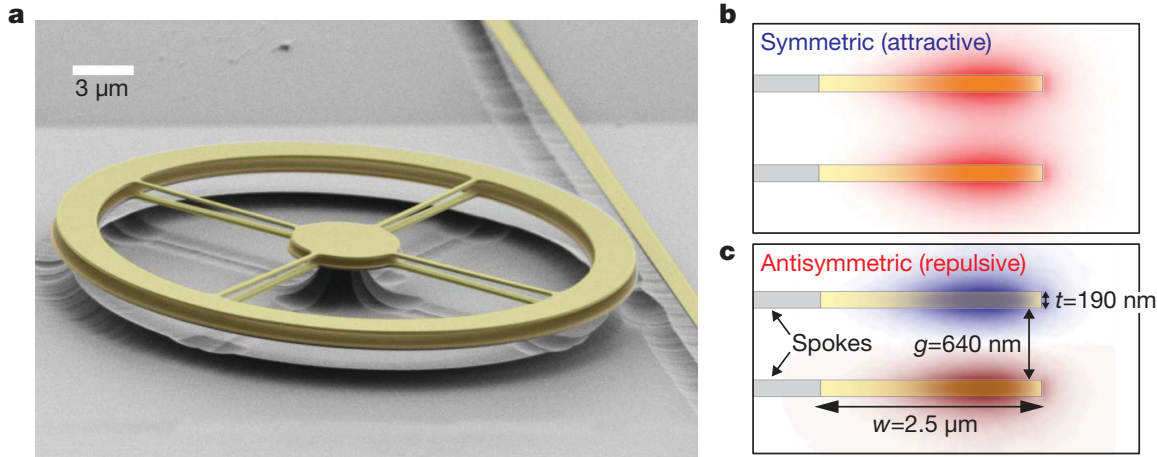 a
3 μm
b
Symmetric (attractive)
c
Antisymmetric (repulsive)
t=190 nm
Spokes
g=640 nm
w=2.5 μm